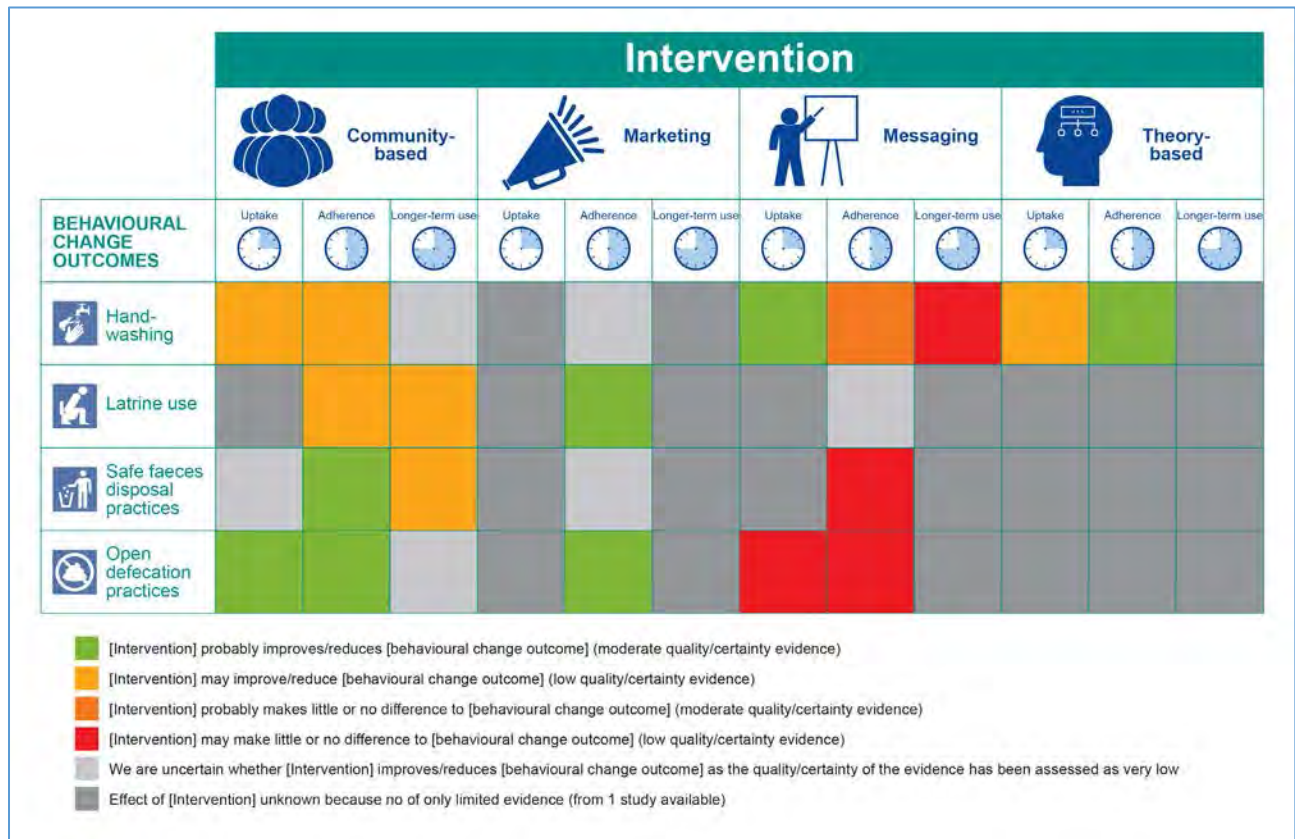 Intervention
Community-
based
Marketing
Messaging
Theory-
based
BEHAVIOURAL
CHANGE
OUTCOMES
Uptake
Adherence
Longer-term use
Uptake
Adherence
Longer-term use
Uptake
Adherence
Longer-term use
Uptake
Adherence
Longer-term use
Hand-
washing
Latrine use
Safe faeces
disposal
practices
Open
defecation
practices
[Intervention] probably improves/reduces [behavioural change outcome] (moderate quality/certainty evidence)
[Intervention] may improve/reduce [behavioural change outcome] (low quality/certainty evidence)
[Intervention] probably makes little or no difference to [behavioural change outcome] (moderate quality/certainty evidence)
[Intervention] may make little or no difference to [behavioural change outcome] (low quality/certainty evidence)
We are uncertain whether [Intervention] improves/reduces [behavioural change outcome] as the quality/certainty of the evidence has been assessed as very low
Effect of [Intervention] unknown because no of only limited evidence (from 1 study available)